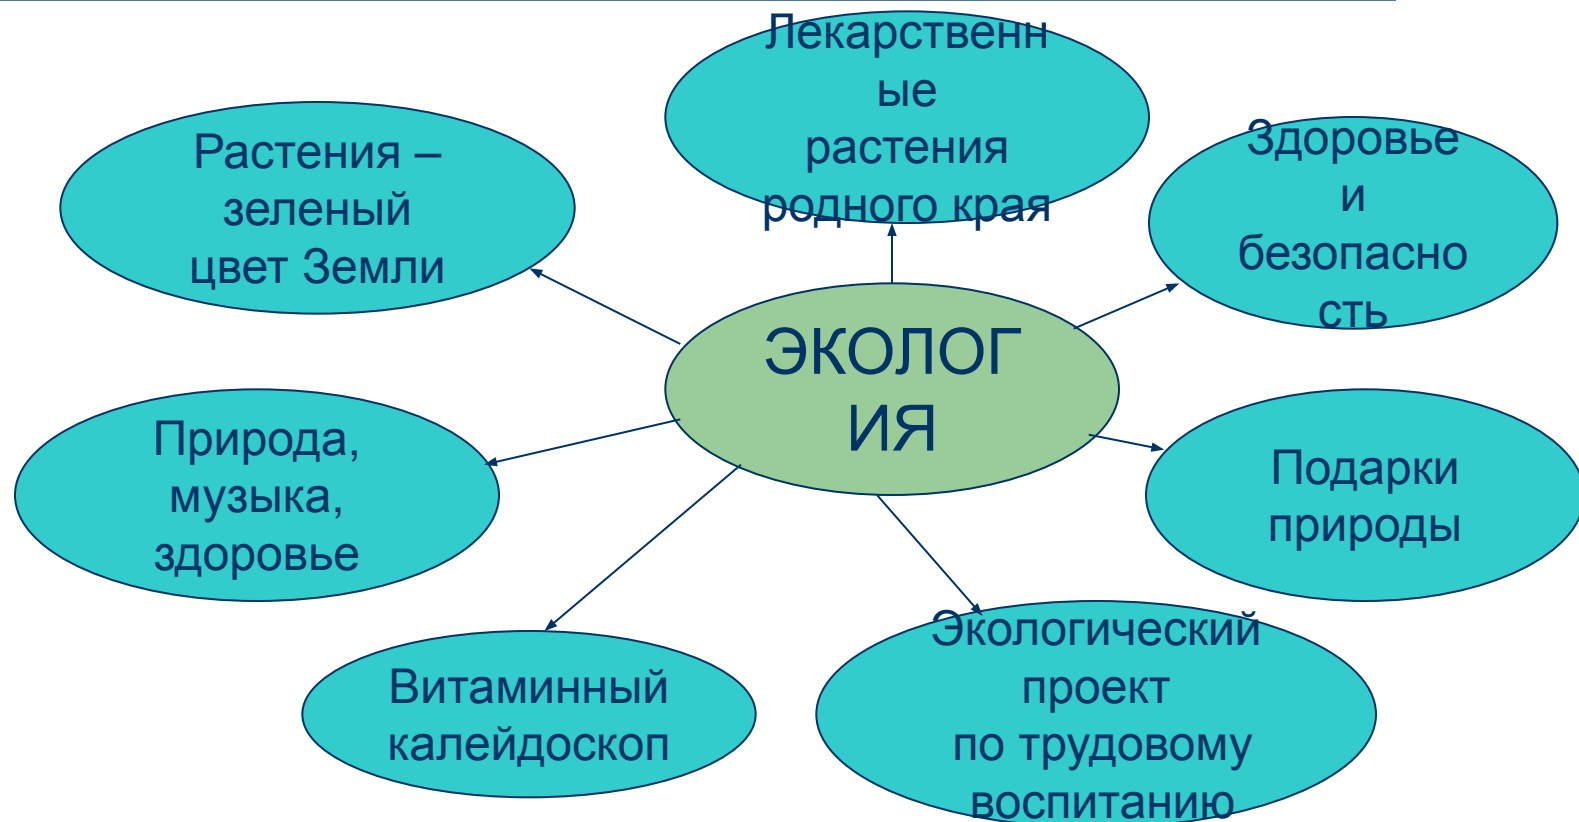 Лекарственн
ые
растения
родного края
Растения –
зеленый
цвет Земли
Здоровье
и
безопасно
сть
ЭКОЛОГ
ИЯ
Природа,
музыка,
здоровье
Подарки
природы
Витаминный
калейдоскоп
Экологический
проект
по трудовому
воспитанию